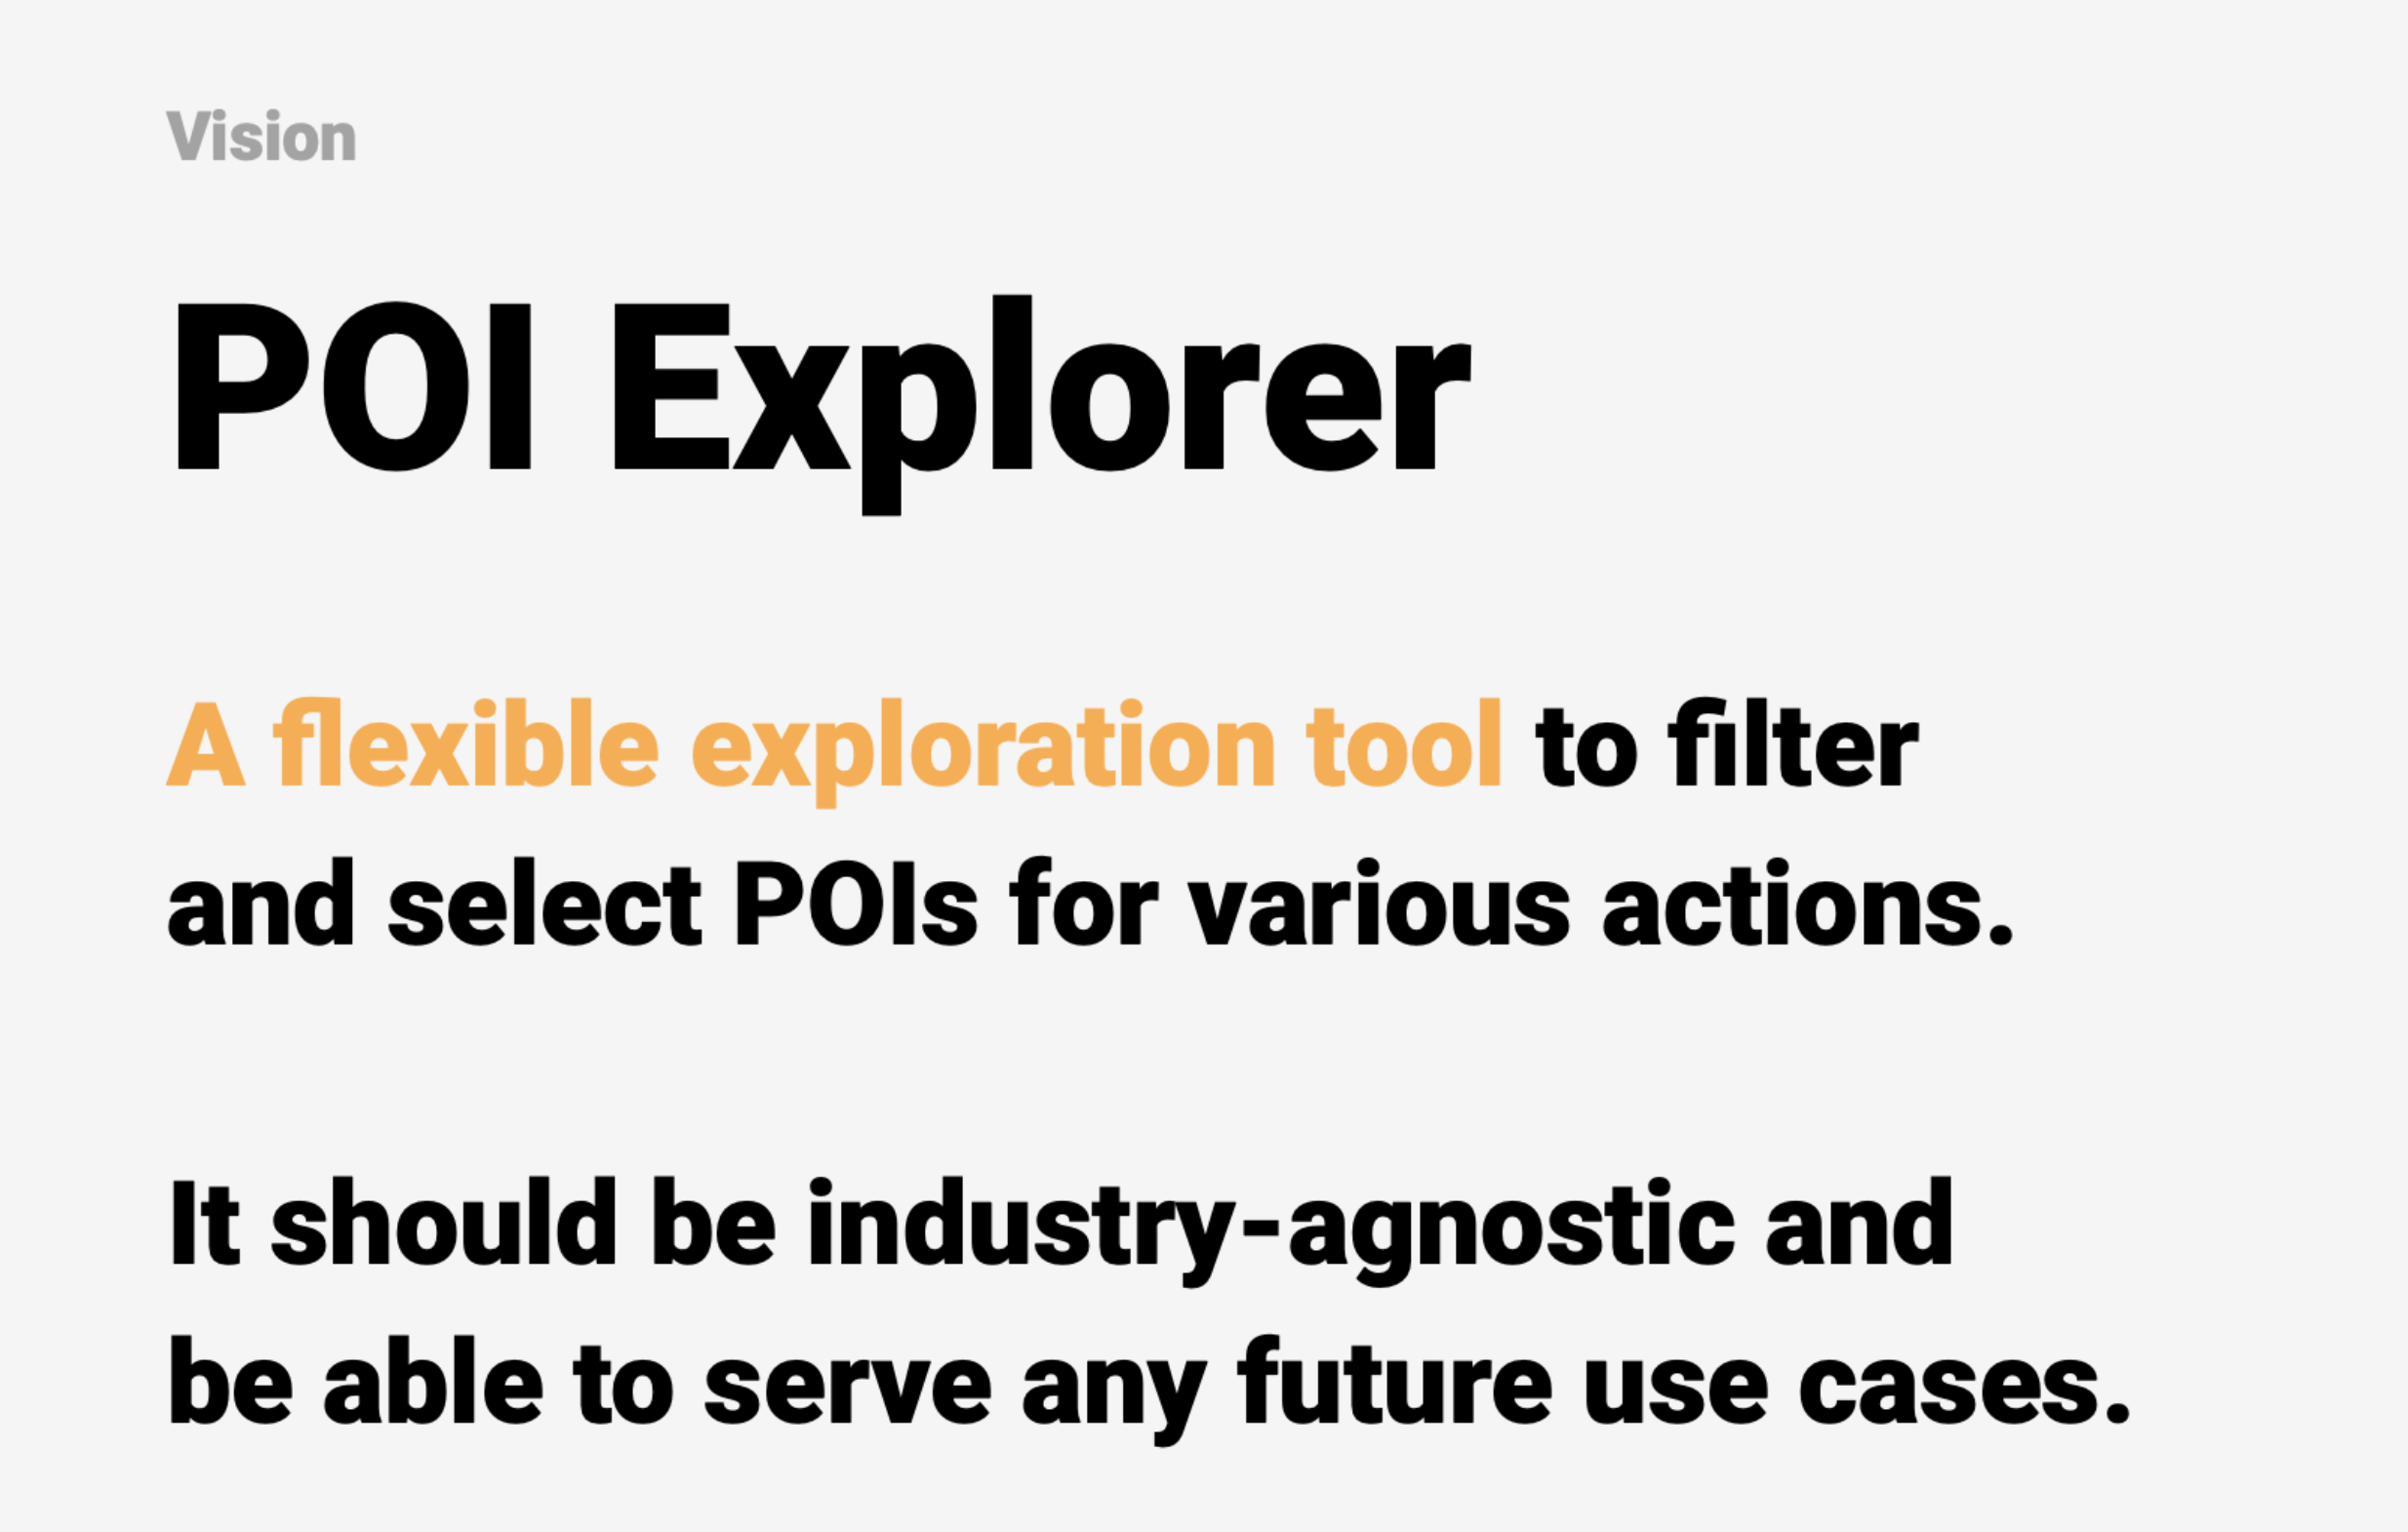 Vision
POI Explorer
A flexible exploration tool to filter
and select POIs for various actions.
It should be industry-agnostic and
be able to serve any future use cases.